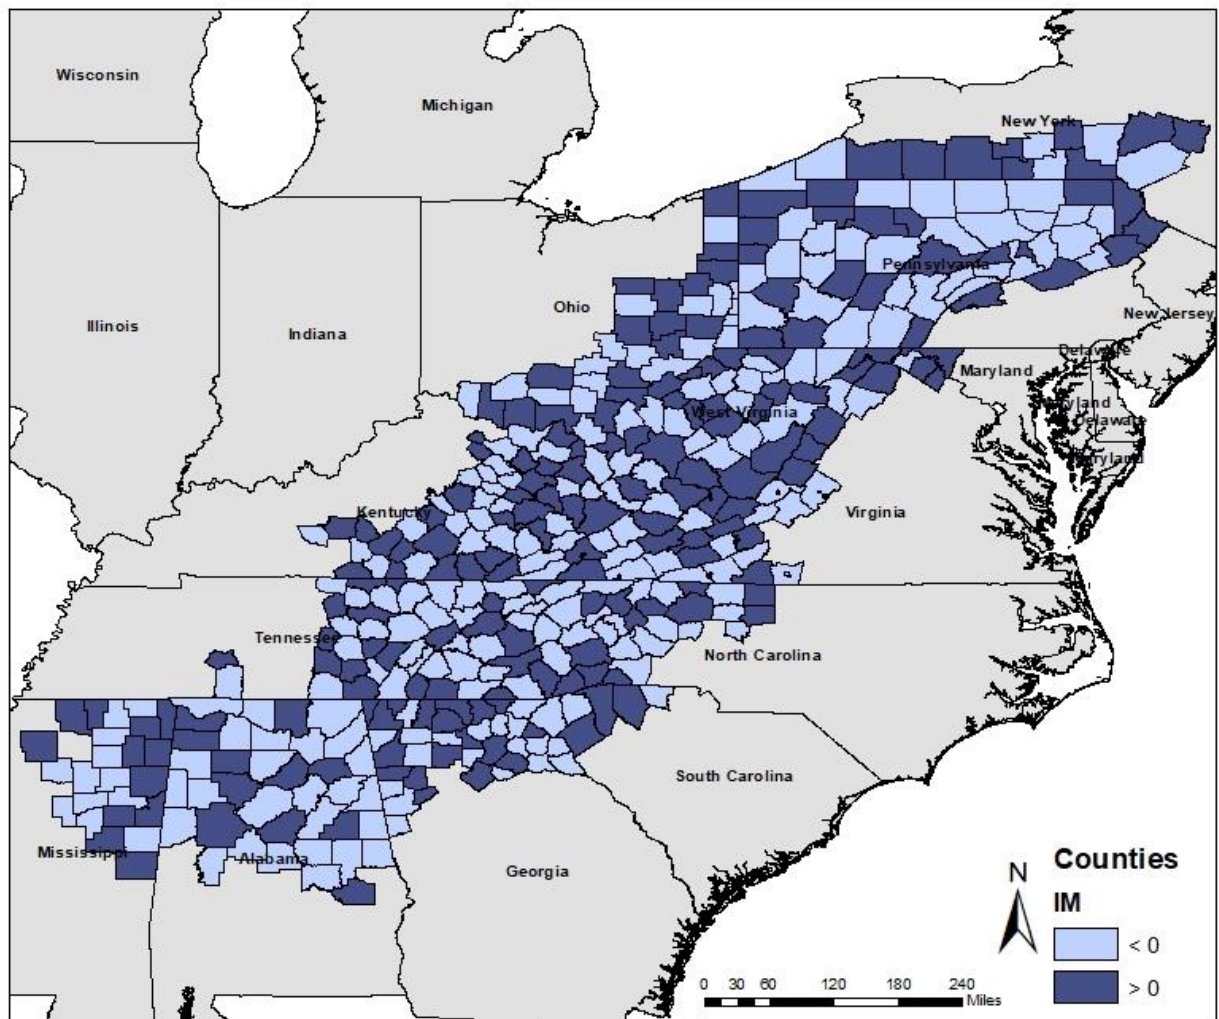 Wisconsin
Michigan
New York
Pennsylvania
Ohio
Illinois
Indiana
New Jersey
Delaware
Maryland
Maryland
West Virginia
Delaware
Maryland
Kentucky
Virginia
Tennessee
North Carolina
South Carolina
Mississippi
Alabama
Georgia
Counties
N
IM
< 0
> 0
0 30 60 120 180 240
Miles